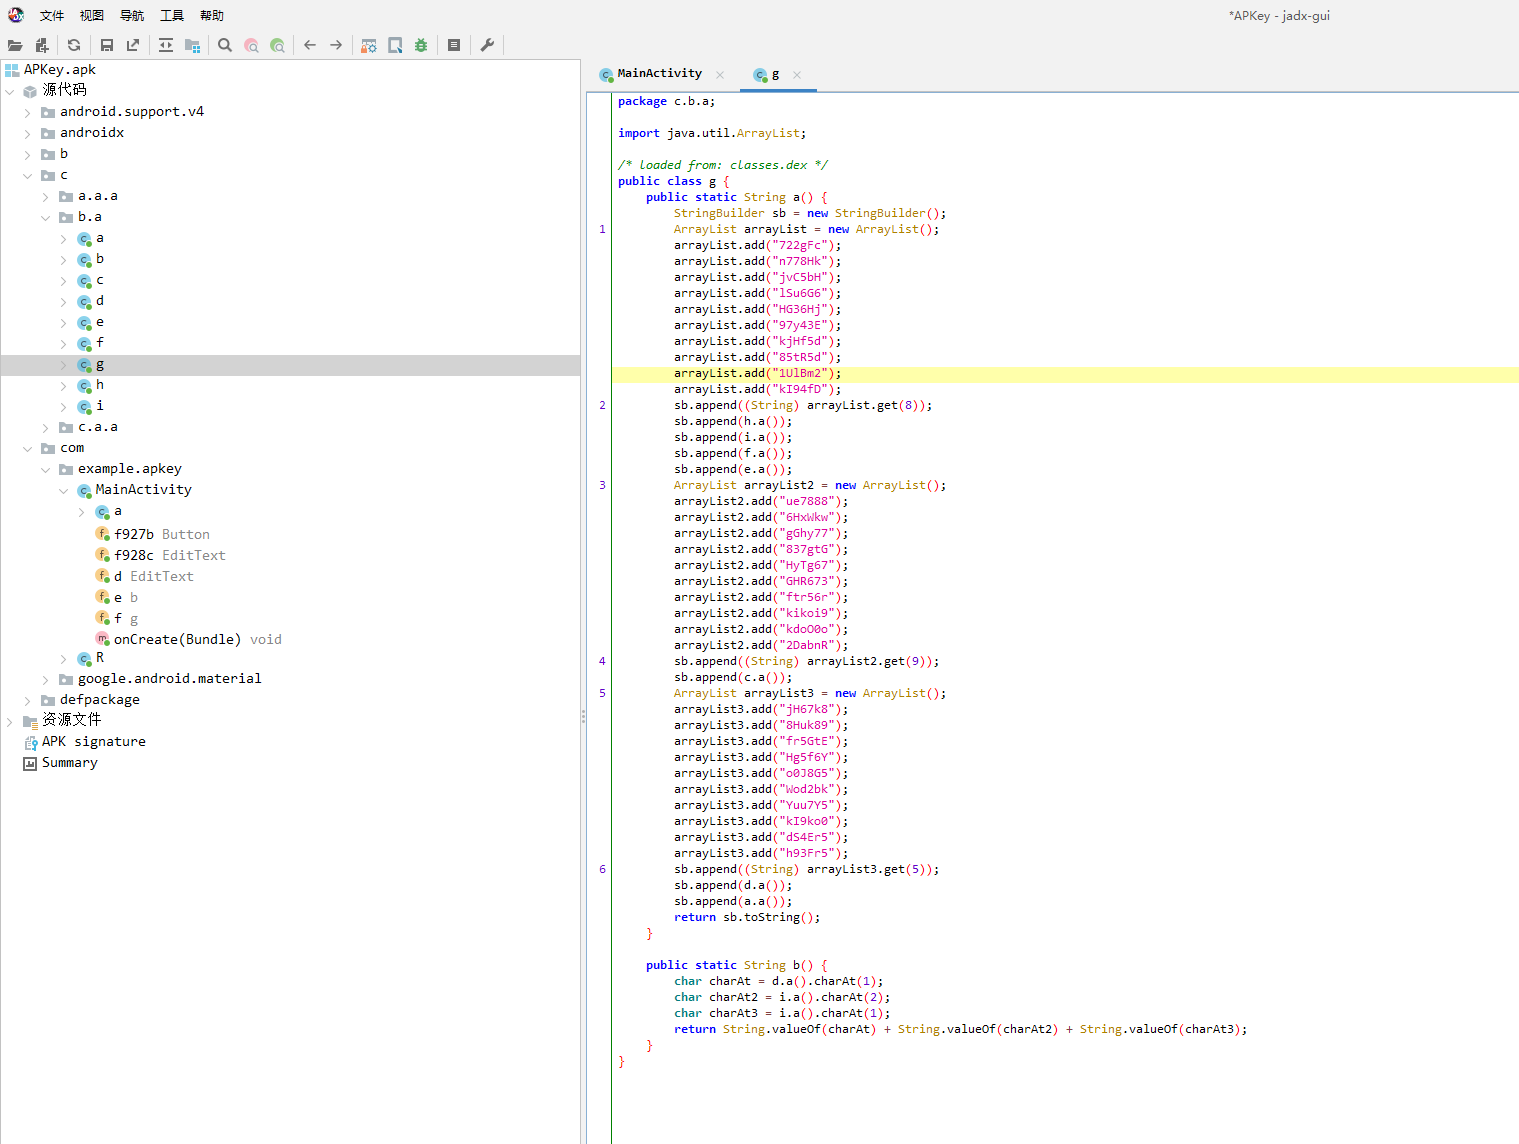 文件 视图 导航 工具 帮助
*APKey - jadx-gui
APKey.apk
源代码
android.support.v4
androidx
b
c
a.a.a
b.a
a
b
c
d
e
f
g
h
i
c.a.a
com
example.apkey
MainActivity
a
f927b Button
f928c EditText
d EditText
e b
f g
onCreate(Bundle) void
R
google.android.material
defpackage
资源文件
APK signature
Summary
MainActivity
g
package c.b.a;
import java.util.ArrayList;
/* loaded from: classes.dex */
public class g {
public static String a() {
StringBuilder sb = new StringBuilder();
1 ArrayList arrayList = new ArrayList();
arrayList.add("722gFc");
arrayList.add("n778Hk");
arrayList.add("jvC5bH");
arrayList.add("lSu6G6");
arrayList.add("HG36Hj");
arrayList.add("97y43E");
arrayList.add("kjHf5d");
arrayList.add("85tR5d");
arrayList.add("1UlBm2");
arrayList.add("kI94fD");
2 sb.append((String) arrayList.get(8));
sb.append(h.a());
sb.append(i.a());
sb.append(f.a());
sb.append(e.a());
3 ArrayList arrayList2 = new ArrayList();
arrayList2.add("ue7888");
arrayList2.add("6HxWkw");
arrayList2.add("gGhy77");
arrayList2.add("837gtG");
arrayList2.add("HyTg67");
arrayList2.add("GHR673");
arrayList2.add("ftr56r");
arrayList2.add("kikoi9");
arrayList2.add("kdoO0o");
arrayList2.add("2DabnR");
4 sb.append((String) arrayList2.get(9));
sb.append(c.a());
5 ArrayList arrayList3 = new ArrayList();
arrayList3.add("jH67k8");
arrayList3.add("8Huk89");
arrayList3.add("fr5GtE");
arrayList3.add("Hg5f6Y");
arrayList3.add("o0J8G5");
arrayList3.add("Wod2bk");
arrayList3.add("Yuu7Y5");
arrayList3.add("kI9ko0");
arrayList3.add("dS4Er5");
arrayList3.add("h93Fr5");
6 sb.append((String) arrayList3.get(5));
sb.append(d.a());
sb.append(a.a());
return sb.toString();
}
public static String b() {
char charAt = d.a().charAt(1);
char charAt2 = i.a().charAt(2);
char charAt3 = i.a().charAt(1);
return String.valueOf(charAt) + String.valueOf(charAt2) + String.valueOf(charAt3);
}
}